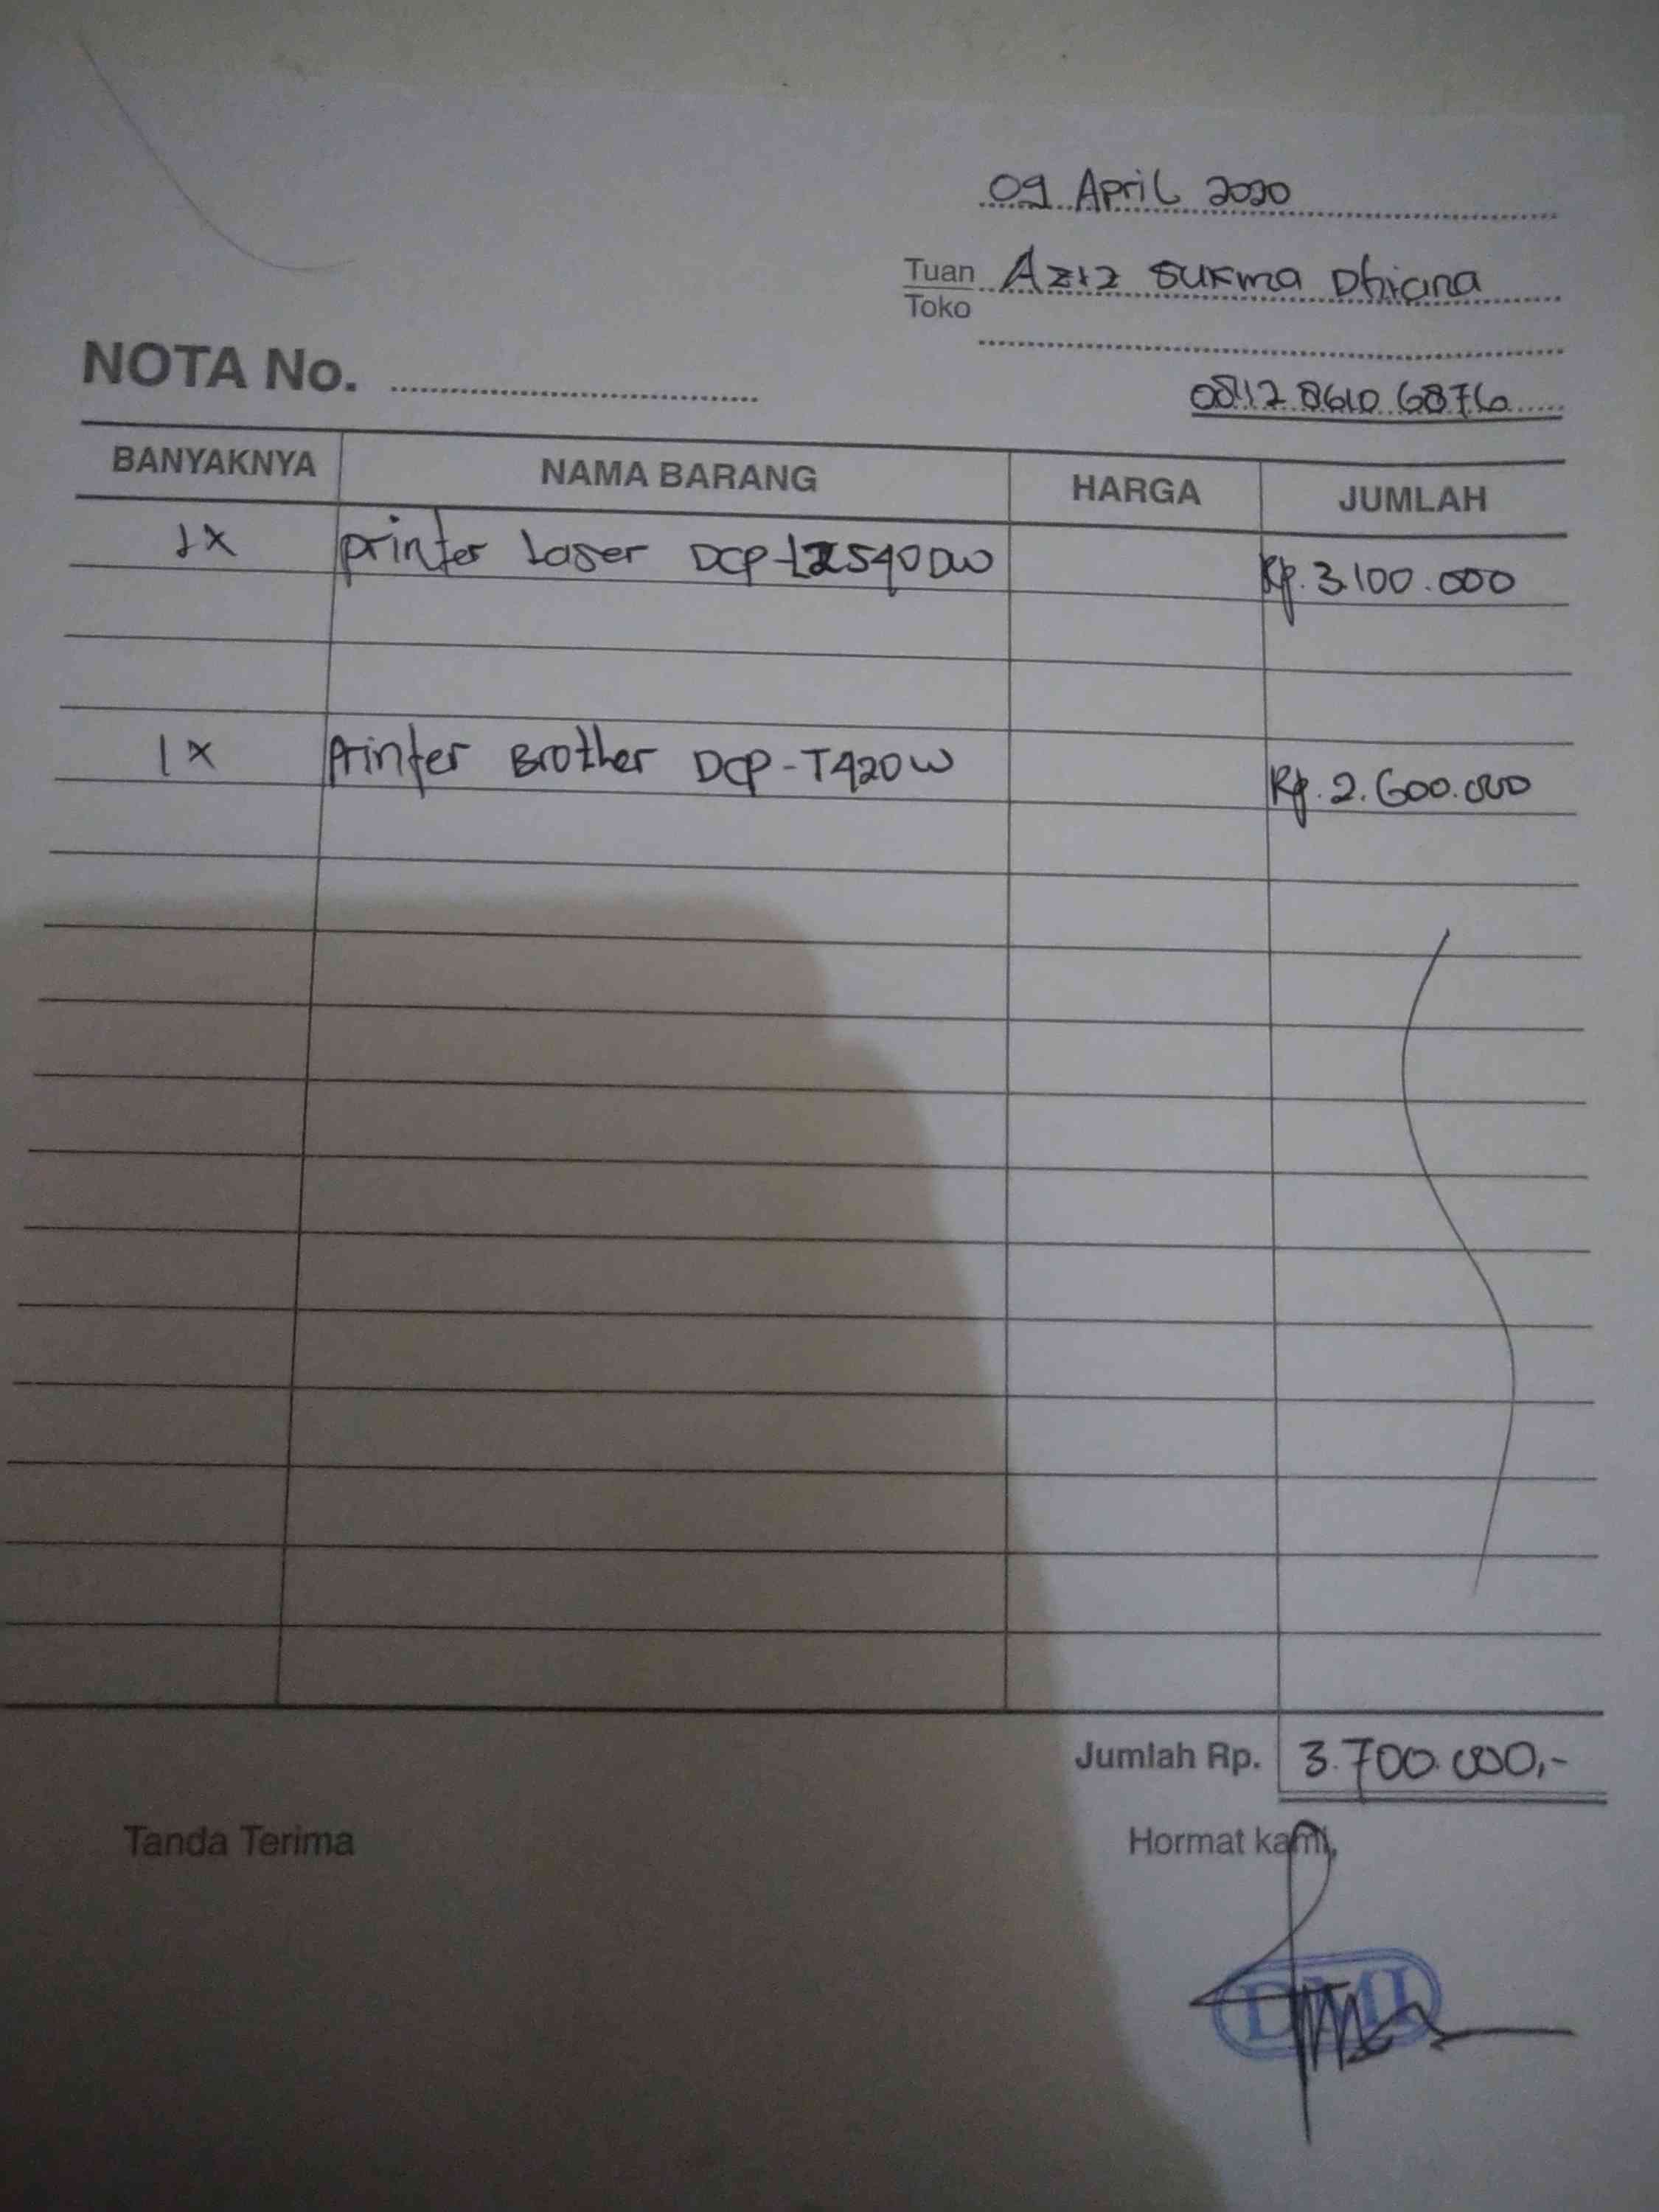 09 April 2020
Tuan Aziz Sukma Dhiana
Toko
NOTA No.
0812 8610 6876
BANYAKNYA NAMA BARANG HARGA JUMLAH
1x printer Laser DCP-L2540DW Rp. 3.100.000
1x Printer Brother DCP-T420W Rp. 2.600.000
Jumlah Rp. 3.700.000,-
Tanda Terima Hormat kami,
DMI